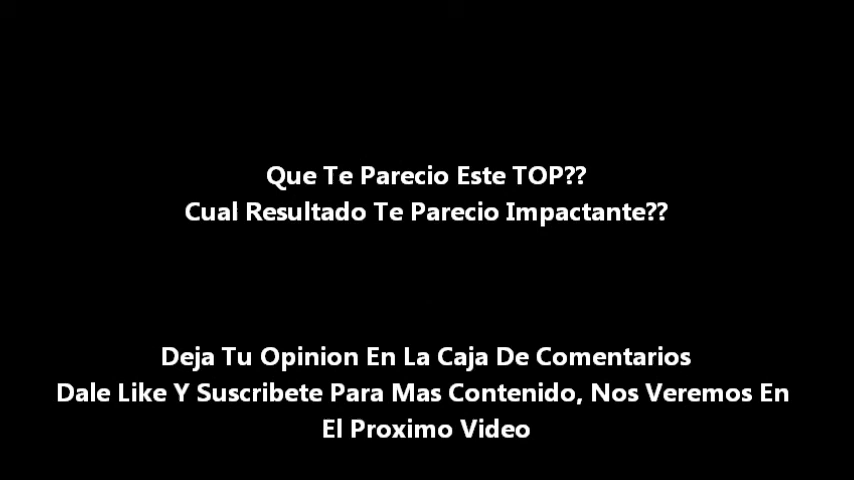 Que Te Parecio Este TOP??
Cual Resultado Te Parecio Impactante??
Deja Tu Opinion En La Caja De Comentarios
Dale Like Y Suscribete Para Mas Contenido, Nos Veremos En
El Proximo Video